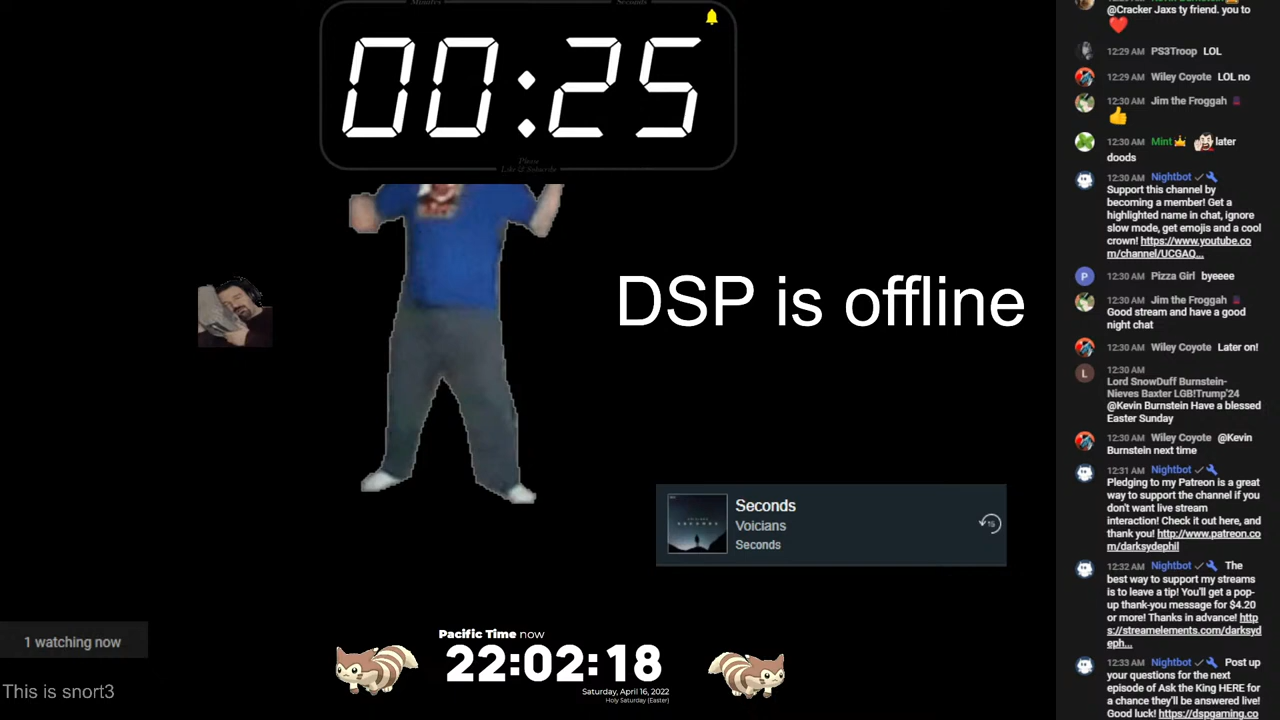 Minutes
Seconds
00:25
Please
Like & Subscribe
DSP is offline
Seconds
Voicians
Seconds
15
1 watching now
This is snort3
Pacific Time now
22:02:18
Saturday, April 16, 2022
Holy Saturday (Easter)
@Cracker Jaxs ty friend. you to
12:29 AM PS3Troop LOL
12:29 AM Wiley Coyote LOL no
12:30 AM Jim the Froggah
12:30 AM Mint later
doods
12:30 AM Nightbot
Support this channel by
becoming a member! Get a
highlighted name in chat, ignore
slow mode, get emojis and a cool
crown! https://www.youtube.co
m/channel/UCGAQ...
P
12:30 AM Pizza Girl byeeee
12:30 AM Jim the Froggah
Good stream and have a good
night chat
12:30 AM Wiley Coyote Later on!
L
12:30 AM
Lord SnowDuff Burnstein-
Nieves Baxter LGB!Trump'24
@Kevin Burnstein Have a blessed
Easter Sunday
12:30 AM Wiley Coyote @Kevin
Burnstein next time
12:31 AM Nightbot
Pledging to my Patreon is a great
way to support the channel if you
don't want live stream
interaction! Check it out here, and
thank you! http://www.patreon.co
m/darksydephil
12:32 AM Nightbot The
best way to support my streams
is to leave a tip! You'll get a pop-
up thank-you message for $4.20
or more! Thanks in advance! http
s://streamelements.com/darksyd
eph...
12:33 AM Nightbot Post up
your questions for the next
episode of Ask the King HERE for
a chance they'll be answered live!
Good luck! https://dspgaming.co